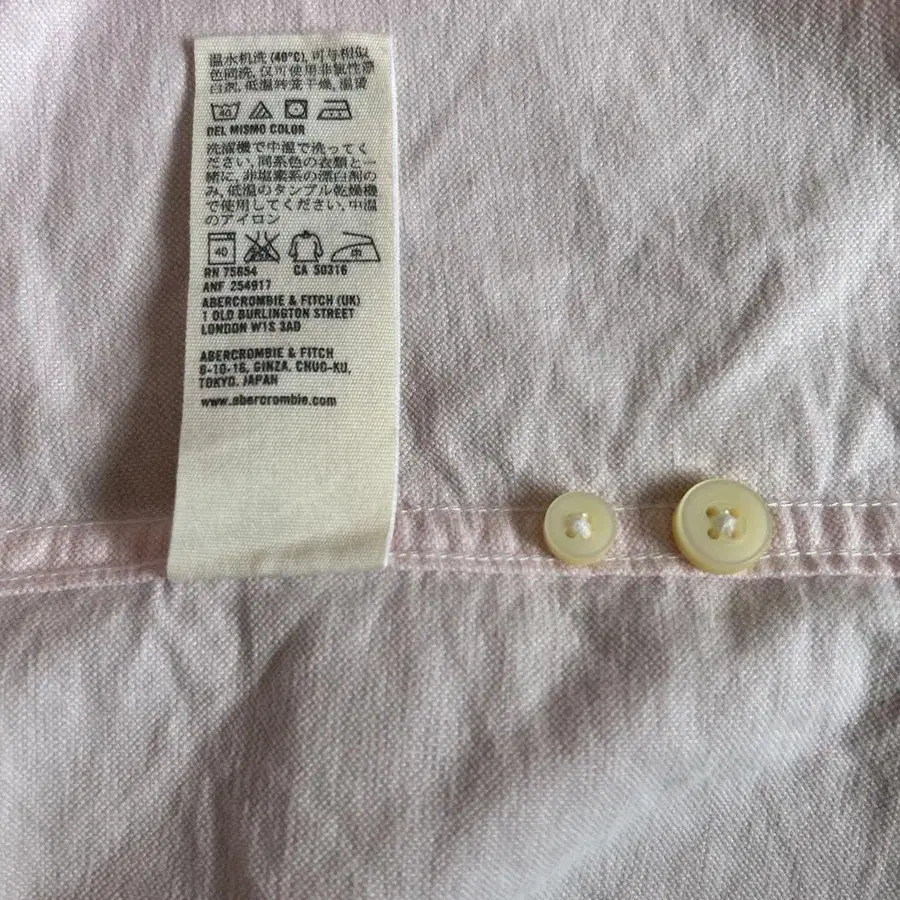 温水机洗(40°C), 可与相似
色同洗, 仅可使用非氯性漂
白剂, 低温转笼干燥, 温烫
40
DEL MISMO COLOR
洗濯機で中温で洗ってく
ださい, 同系色の衣類と一
緒に, 非塩素系の漂白剤の
み, 低温のタンブル乾燥機
で使用してください, 中温
のアイロン
40 中
RN 75654 CA 50316
ANF 254917
ABERCROMBIE & FITCH (UK)
1 OLD BURLINGTON STREET
LONDON W1S 3AD
ABERCROMBIE & FITCH
6-10-16, GINZA, CHUO-KU,
TOKYO, JAPAN
www.abercrombie.com